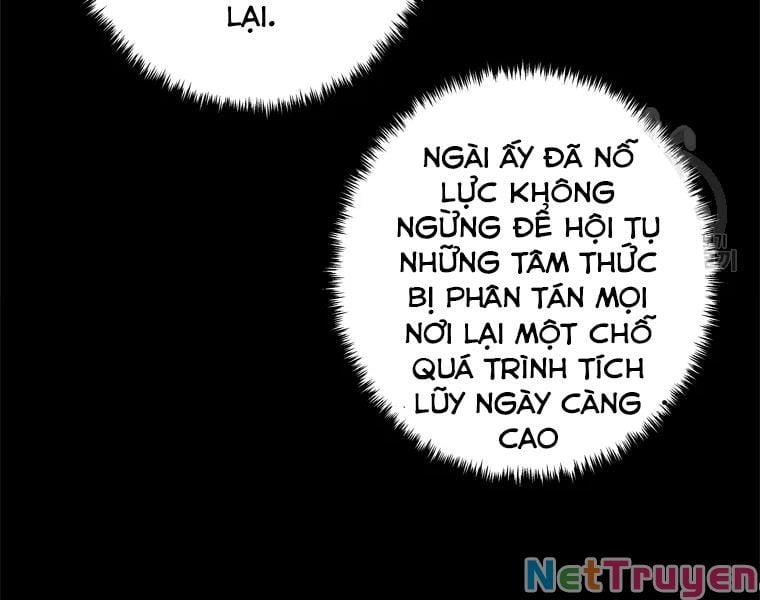 LẠI.
NGÀI ẤY ĐÃ NỖ
LỰC KHÔNG
NGỪNG ĐỂ HỘI TỤ
NHỮNG TÂM THỨC
BỊ PHÂN TÁN MỌI
NƠI LẠI MỘT CHỖ
QUÁ TRÌNH TÍCH
LŨY NGÀY CÀNG
CAO
NetTruyen